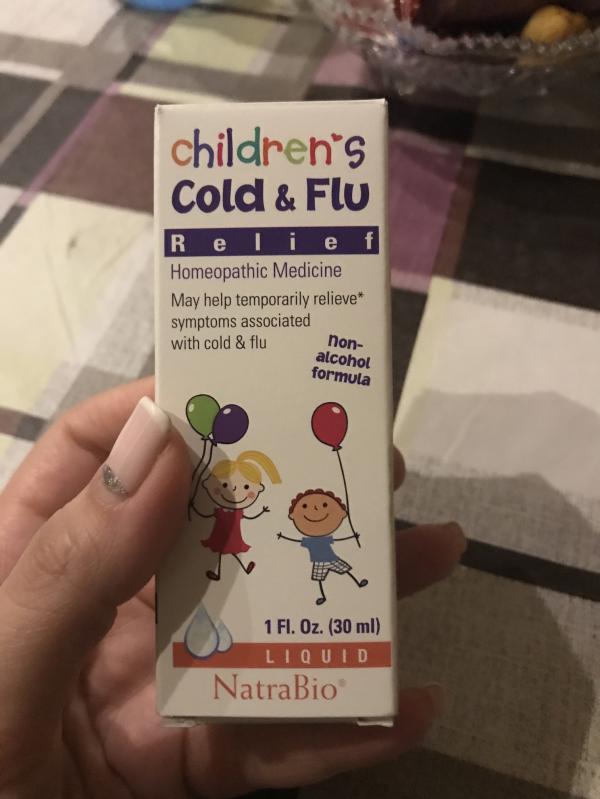 children's
Cold & Flu
Relief
Homeopathic Medicine
May help temporarily relieve*
symptoms associated
with cold & flu
non-
alcohol
formula
1 Fl. Oz. (30 ml)
LIQUID
NatraBio®